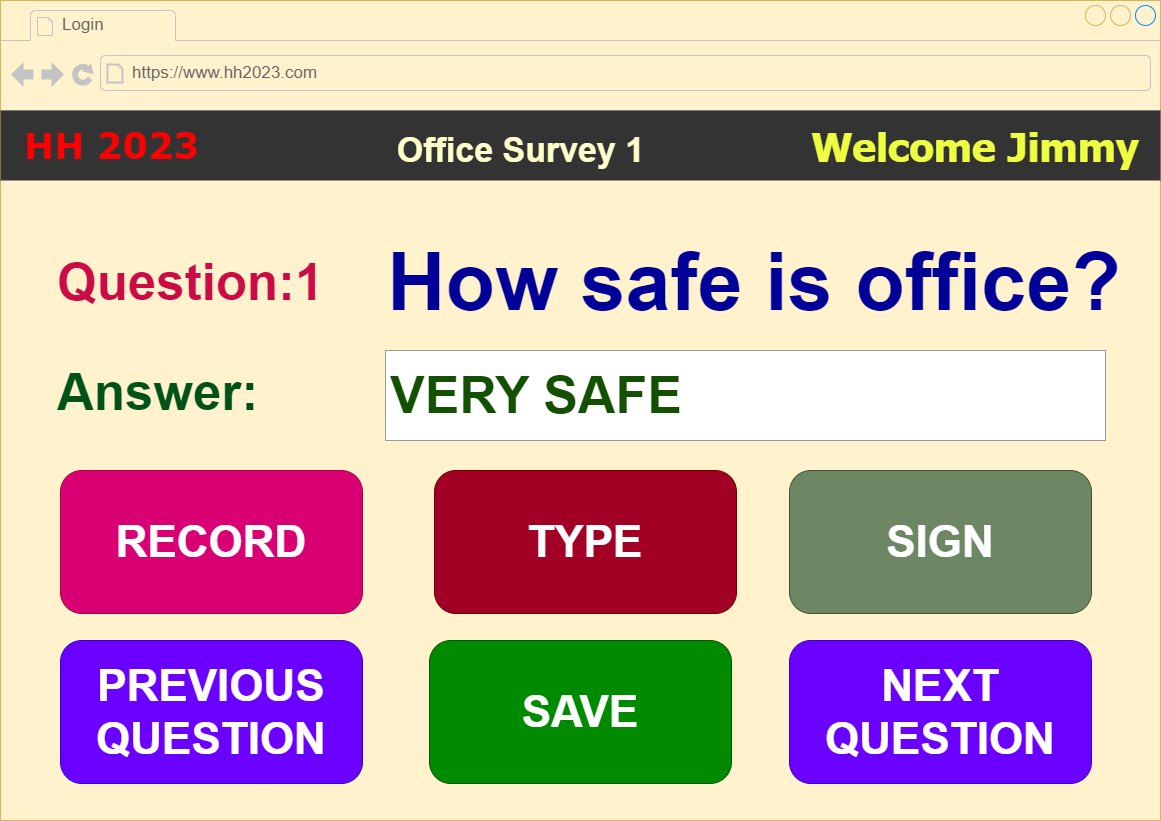 Login
https://www.hh2023.com
HH 2023 Office Survey 1 Welcome Jimmy
Question:1 How safe is office?
Answer: VERY SAFE
RECORD TYPE SIGN
PREVIOUS QUESTION SAVE NEXT QUESTION